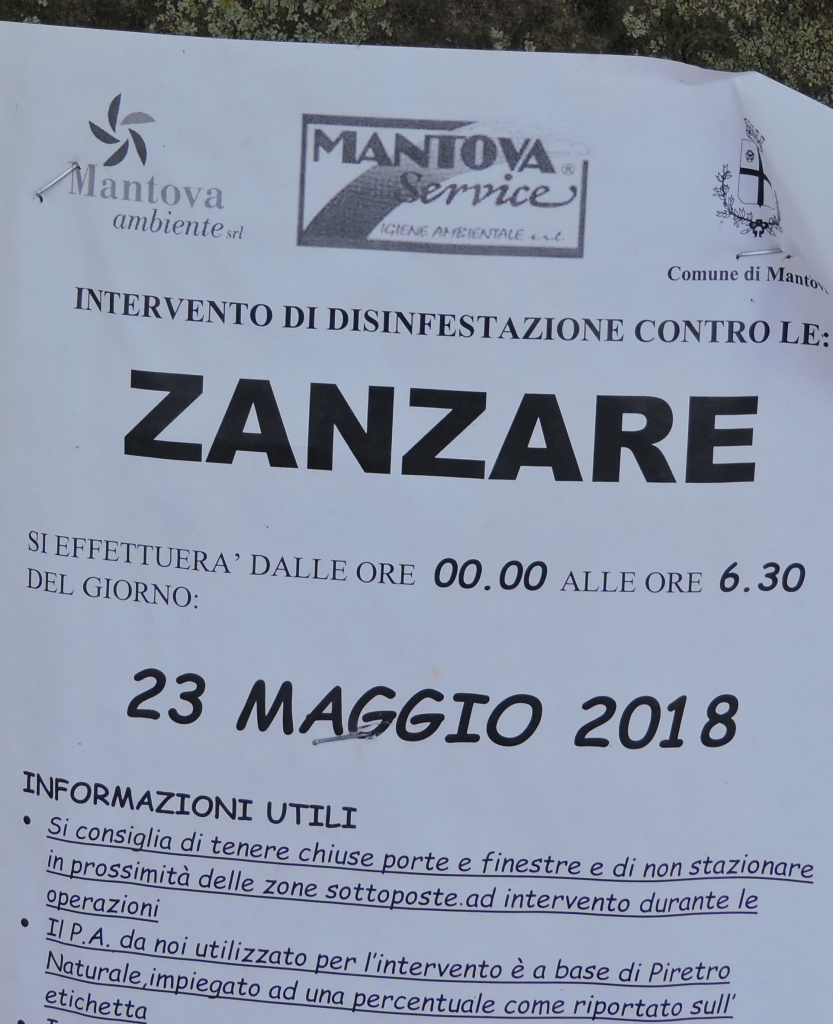 Mantova
ambiente srl
MANTOVA®
Service
IGIENE AMBIENTALE s.r.l.
Comune di Mantov
INTERVENTO DI DISINFESTAZIONE CONTRO LE:
ZANZARE
SI EFFETTUERA' DALLE ORE 00.00 ALLE ORE 6.30
DEL GIORNO:
23 MAGGIO 2018
INFORMAZIONI UTILI
• Si consiglia di tenere chiuse porte e finestre e di non stazionare
in prossimità delle zone sottoposte.ad intervento durante le
operazioni
• Il P.A. da noi utilizzato per l'intervento è a base di Piretro
Naturale,impiegato ad una percentuale come riportato sull'
etichetta